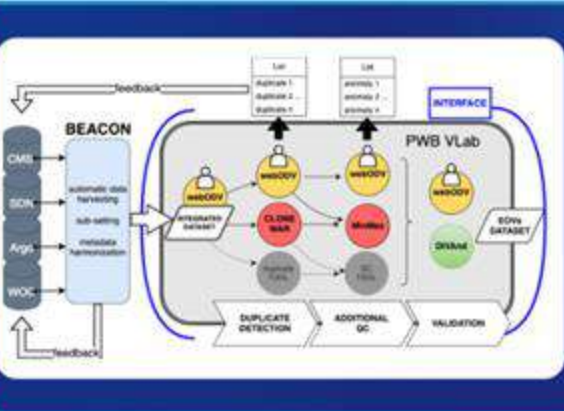 feedback
List
duplicate 1
duplicate 2 ...
duplicate n
List
anomaly 1
anomaly 2 ...
anomaly n
INTERFACE
BEACON
PWB VLab
CMS
SDN
Argo
WOD
automatic data
harvesting
sub-setting
metadata
harmonization
webODV
INTEGRATED
DATASET
webODV
CLONE
WAR
webODV
MinMax
webODV
DIVAnd
EOVs
DATASET
DUPLICATE
DETECTION
ADDITIONAL
QC
VALIDATION
feedback